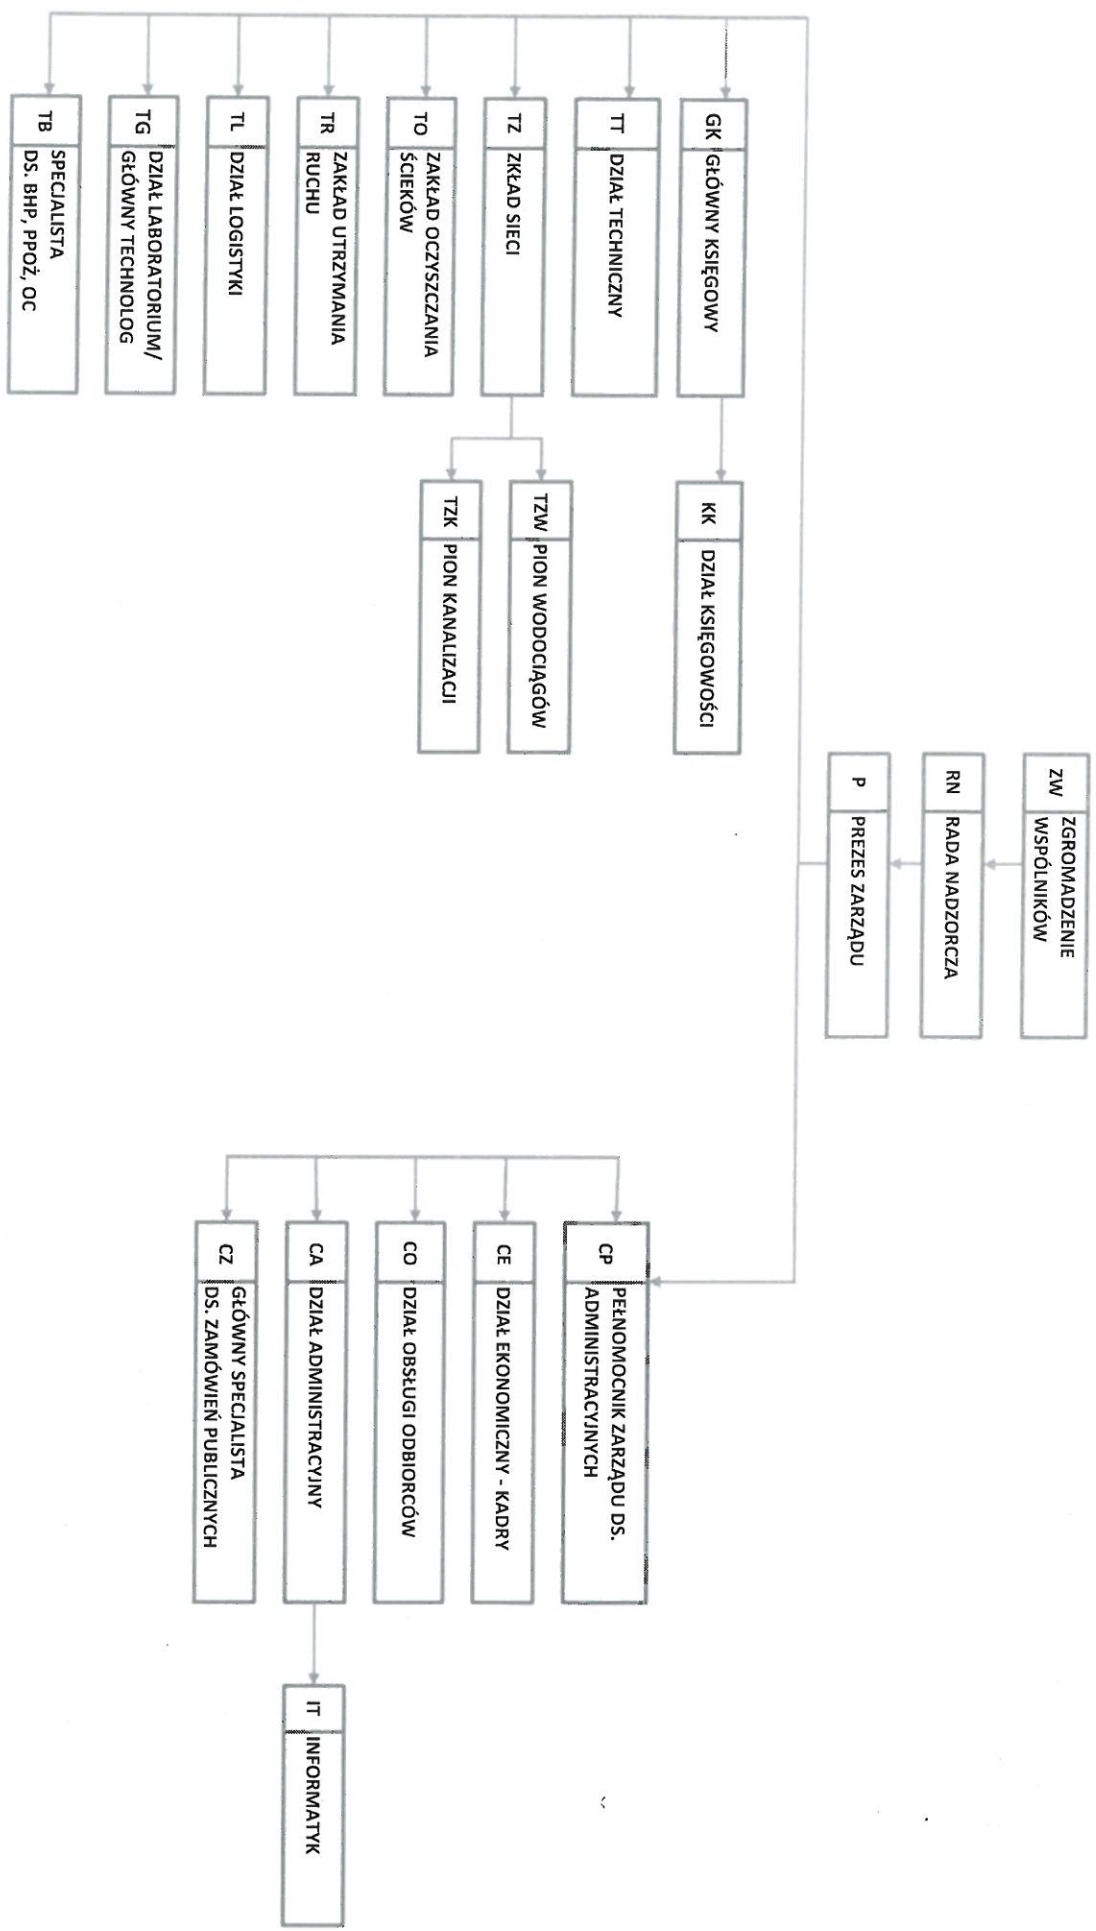 ZW
ZGROMADZENIE
WSPÓLNIKÓW
RN
RADA NADZORCZA
P
PREZES ZARZĄDU
GK
GŁÓWNY KSIĘGOWY
KK
DZIAŁ KSIĘGOWOŚCI
TT
DZIAŁ TECHNICZNY
TZ
ZKŁAD SIECI
TZW
PION WODOCIĄGÓW
TZK
PION KANALIZACJI
TO
ZAKŁAD OCZYSZCZANIA
ŚCIEKÓW
TR
ZAKŁAD UTRZYMANIA
RUCHU
TL
DZIAŁ LOGISTYKI
TG
DZIAŁ LABORATORIUM/
GŁÓWNY TECHNOLOG
TB
SPECJALISTA
DS. BHP, PPOŻ, OC
CP
PEŁNOMOCNIK ZARZĄDU DS.
ADMINISTRACYJNYCH
CE
DZIAŁ EKONOMICZNY - KADRY
CO
DZIAŁ OBSŁUGI ODBIORCÓW
CA
DZIAŁ ADMINISTRACYJNY
IT
INFORMATYK
CZ
GŁÓWNY SPECJALISTA
DS. ZAMÓWIEŃ PUBLICZNYCH